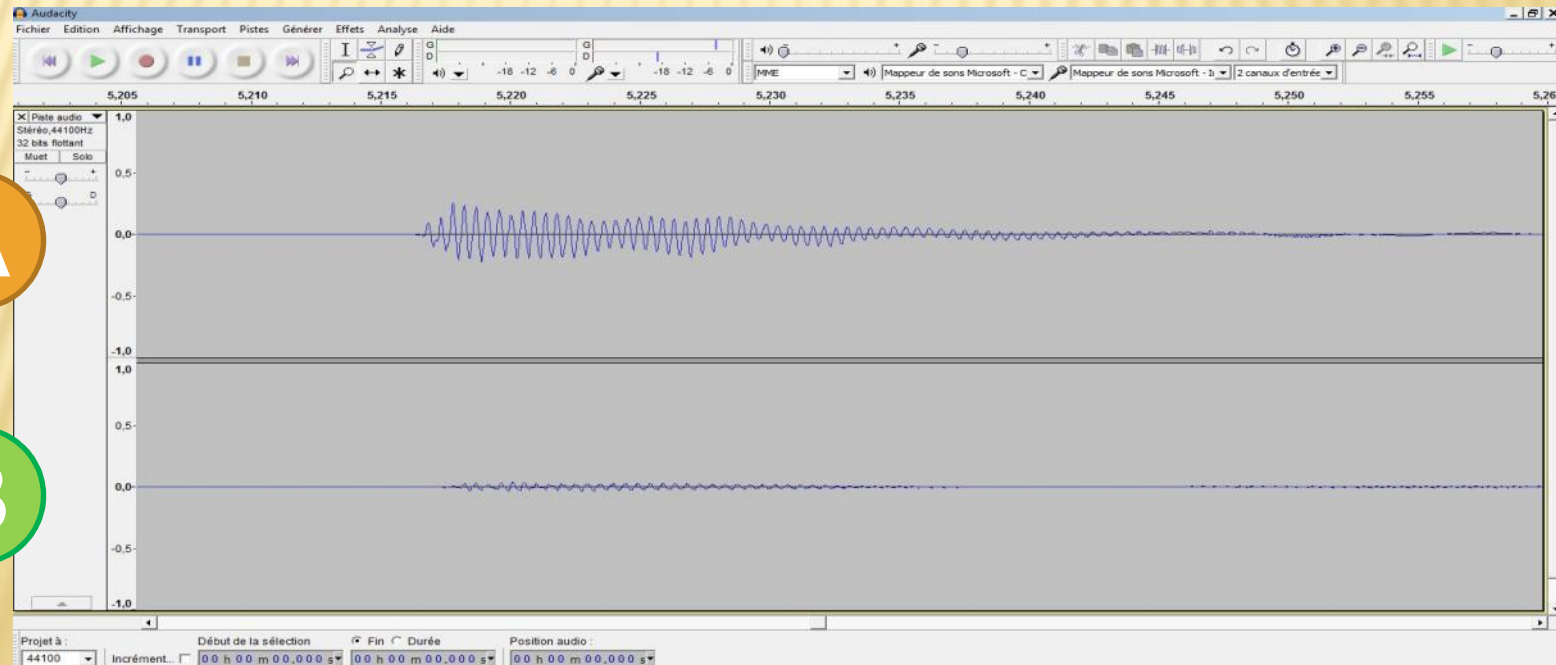 Audacity
Fichier Edition Affichage Transport Pistes Générer Effets Analyse Aide
G
D
-18 -12 -6 0
G
D
-18 -12 -6 0
MME
Mappeur de sons Microsoft - C
Mappeur de sons Microsoft - I
2 canaux d'entrée
5,205 5,210 5,215 5,220 5,225 5,230 5,235 5,240 5,245 5,250 5,255 5,26
Piste audio
Stéréo,44100Hz
32 bits flottant
Muet Solo
- +
D
1,0
0,5
0,0
-0,5
-1,0
1,0
0,5
0,0
-0,5
-1,0
Projet à :
Début de la sélection
Fin
Durée
Position audio :
44100
Incrément...
00 h 00 m 00,000 s
00 h 00 m 00,000 s
00 h 00 m 00,000 s